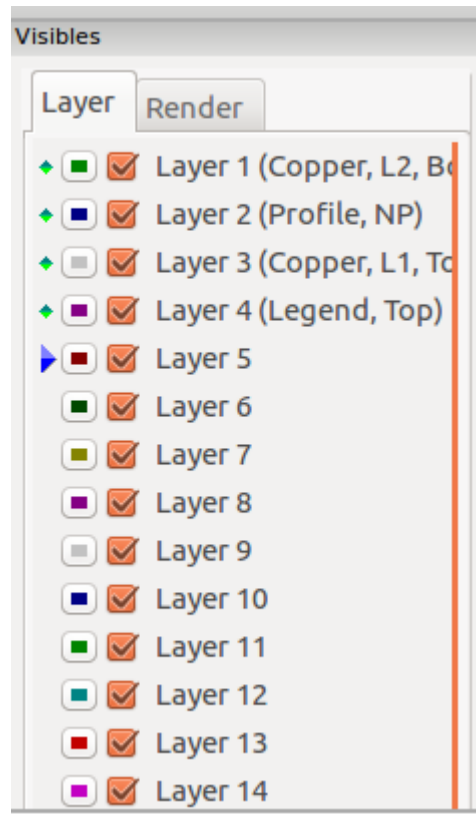 Visibles
Layer Render
Layer 1 (Copper, L2, Bo
Layer 2 (Profile, NP)
Layer 3 (Copper, L1, To
Layer 4 (Legend, Top)
Layer 5
Layer 6
Layer 7
Layer 8
Layer 9
Layer 10
Layer 11
Layer 12
Layer 13
Layer 14